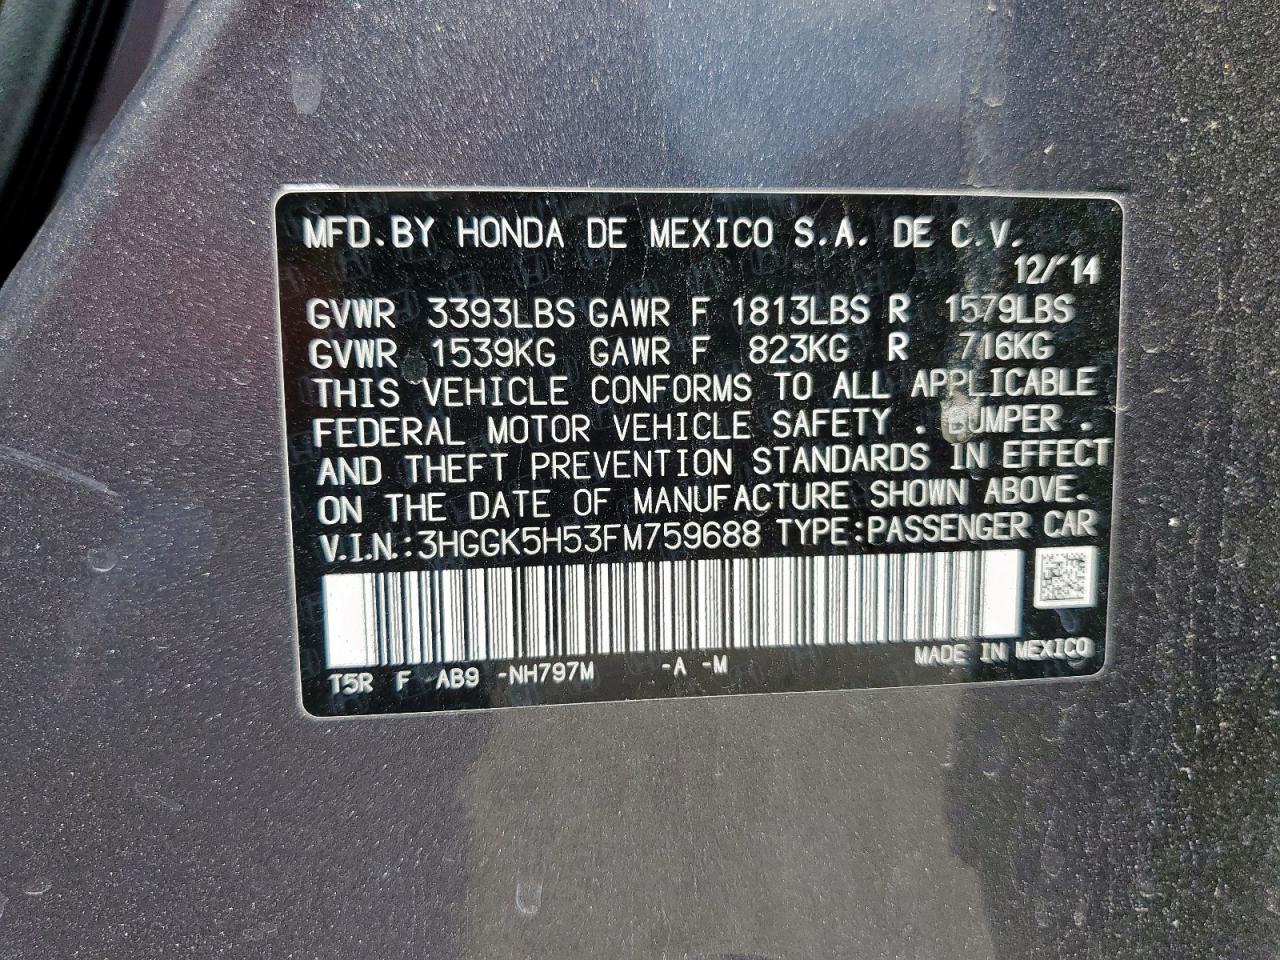 MFD.BY HONDA DE MEXICO S.A. DE C.V.
12/'14
GVWR 3393LBS GAWR F 1813LBS R 1579LBS
GVWR 1539KG GAWR F 823KG R 716KG
THIS VEHICLE CONFORMS TO ALL APPLICABLE
FEDERAL MOTOR VEHICLE SAFETY . BUMPER .
AND THEFT PREVENTION STANDARDS IN EFFECT
ON THE DATE OF MANUFACTURE SHOWN ABOVE.
V.I.N.:3HGGK5H53FM759688 TYPE:PASSENGER CAR
T5R F AB9 -NH797M -A -M MADE IN MEXICO